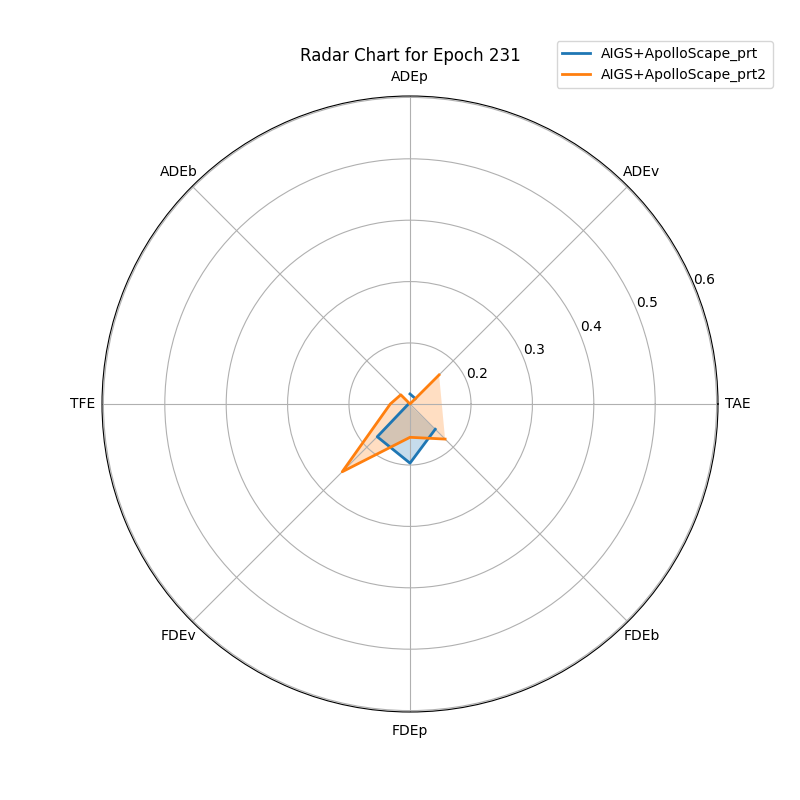 Radar Chart for Epoch 231
AIGS+ApolloScape_prt
AIGS+ApolloScape_prt2
ADEp
ADEb
ADEv
0.6
0.5
0.4
0.3
0.2
TFE
TAE
FDEv
FDEb
FDEp